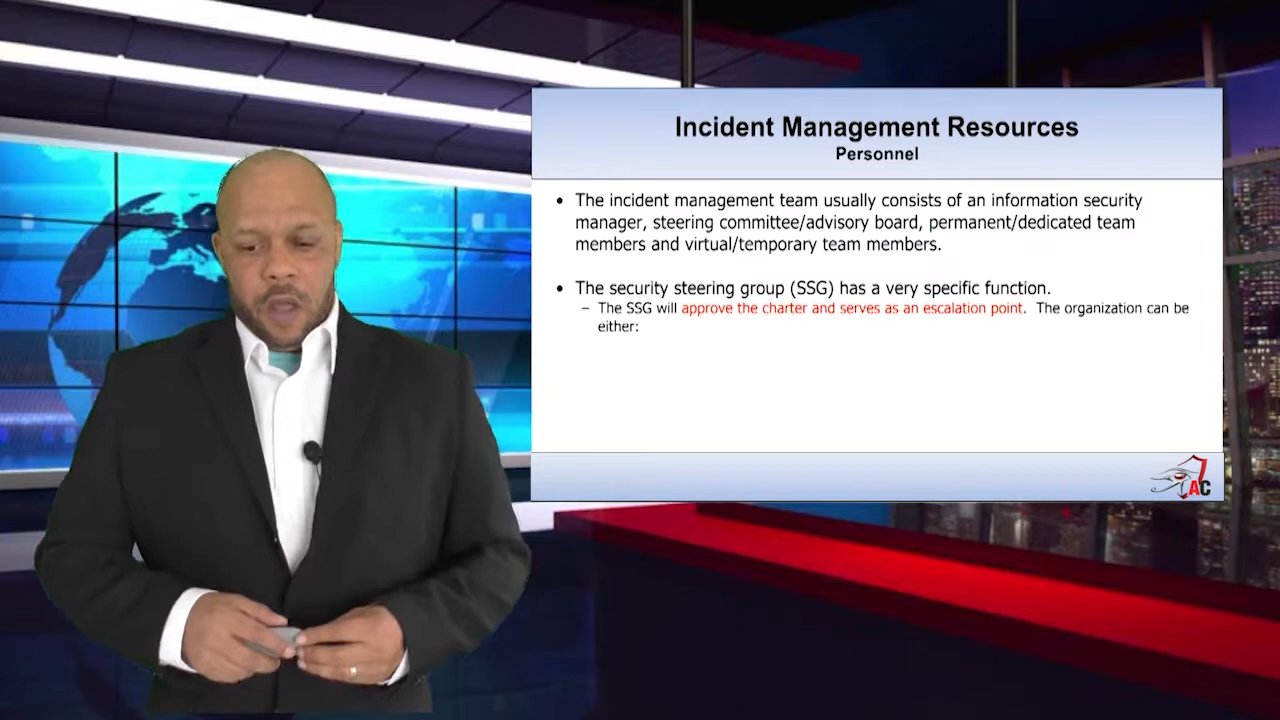 Incident Management Resources
Personnel
• The incident management team usually consists of an information security
manager, steering committee/advisory board, permanent/dedicated team
members and virtual/temporary team members.
• The security steering group (SSG) has a very specific function.
– The SSG will approve the charter and serves as an escalation point. The organization can be
either:
AC